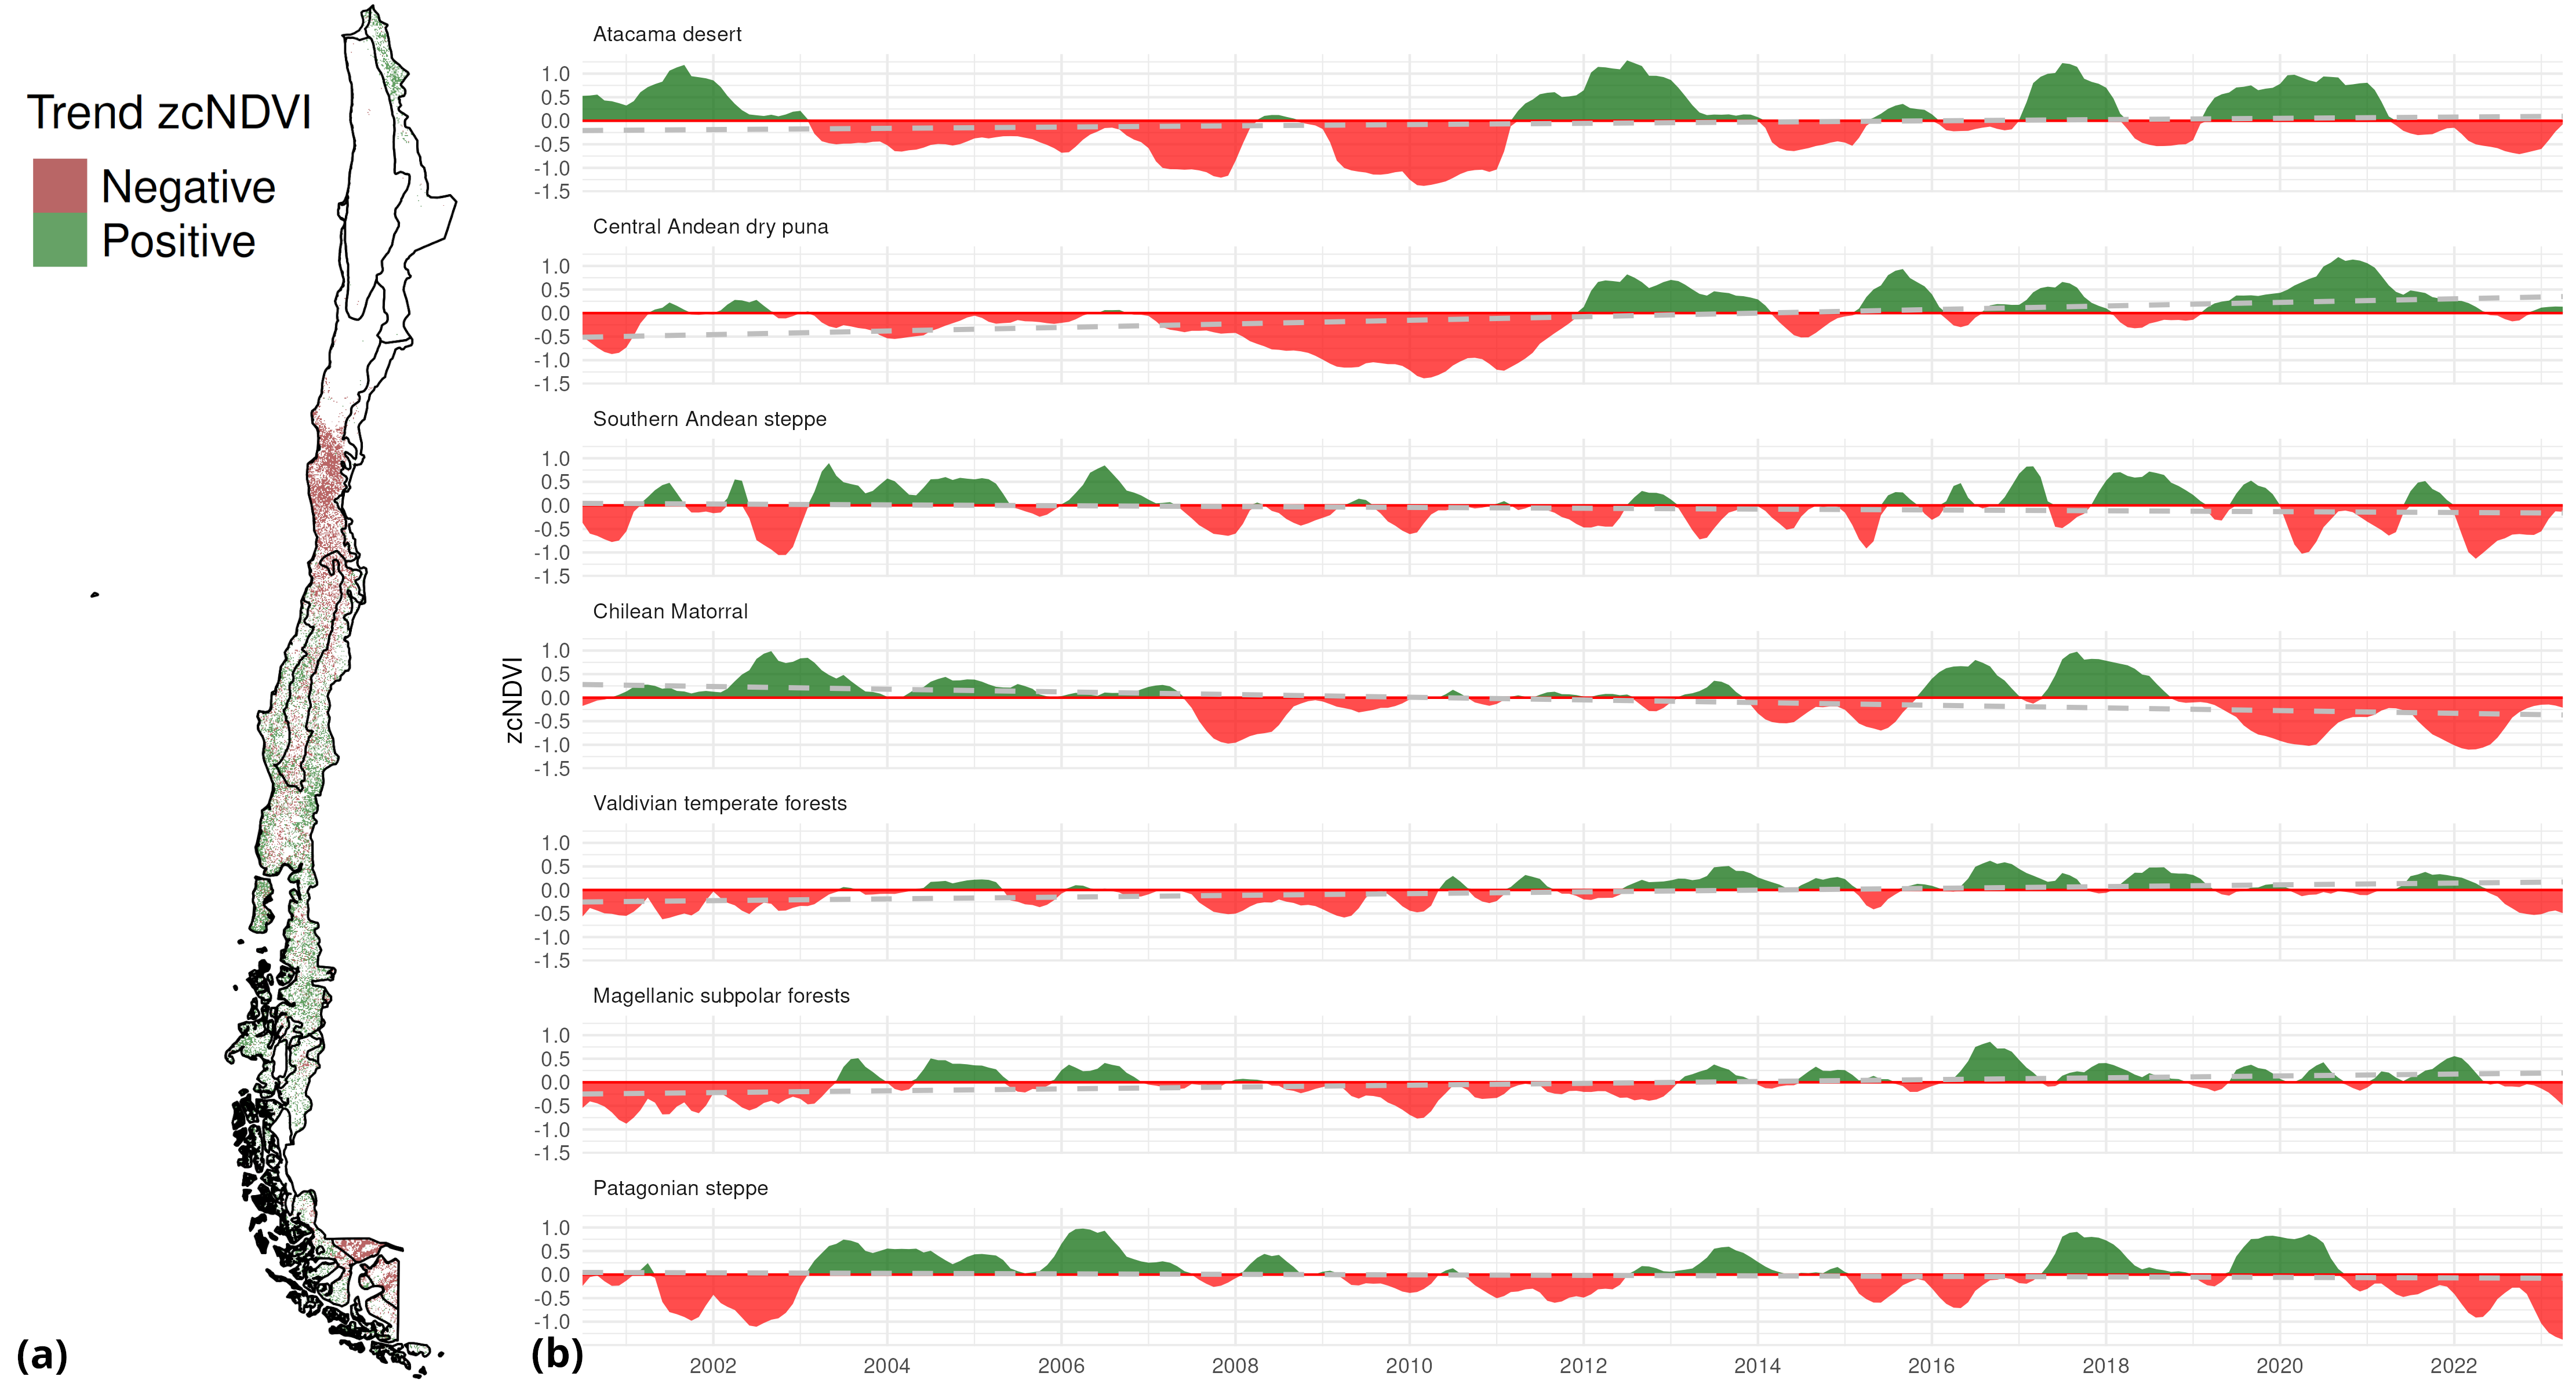 Trend zcNDVI
Negative
Positive
(a)
zcNDVI
Atacama desert
1.0
0.5
0.0
-0.5
-1.0
-1.5
Central Andean dry puna
1.0
0.5
0.0
-0.5
-1.0
-1.5
Southern Andean steppe
1.0
0.5
0.0
-0.5
-1.0
-1.5
Chilean Matorral
1.0
0.5
0.0
-0.5
-1.0
-1.5
Valdivian temperate forests
1.0
0.5
0.0
-0.5
-1.0
-1.5
Magellanic subpolar forests
1.0
0.5
0.0
-0.5
-1.0
-1.5
Patagonian steppe
1.0
0.5
0.0
-0.5
-1.0
(b)
2002 2004 2006 2008 2010 2012 2014 2016 2018 2020 2022